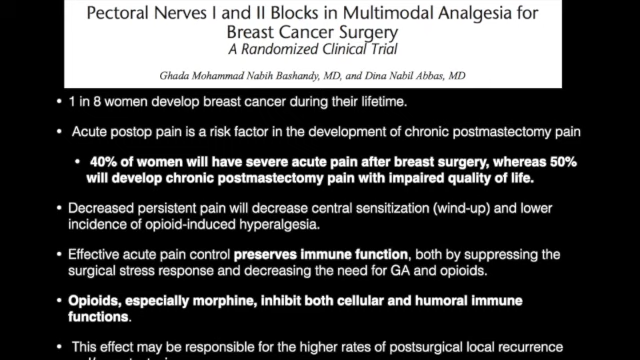 Pectoral Nerves I and II Blocks in Multimodal Analgesia for
Breast Cancer Surgery
A Randomized Clinical Trial
Ghada Mohammad Nabih Bashandy, MD, and Dina Nabil Abbas, MD
• 1 in 8 women develop breast cancer during their lifetime.
• Acute postop pain is a risk factor in the development of chronic postmastectomy pain
• 40% of women will have severe acute pain after breast surgery, whereas 50%
will develop chronic postmastectomy pain with impaired quality of life.
• Decreased persistent pain will decrease central sensitization (wind-up) and lower
incidence of opioid-induced hyperalgesia.
• Effective acute pain control preserves immune function, both by suppressing the
surgical stress response and decreasing the need for GA and opioids.
• Opioids, especially morphine, inhibit both cellular and humoral immune
functions.
• This effect may be responsible for the higher rates of postsurgical local recurrence